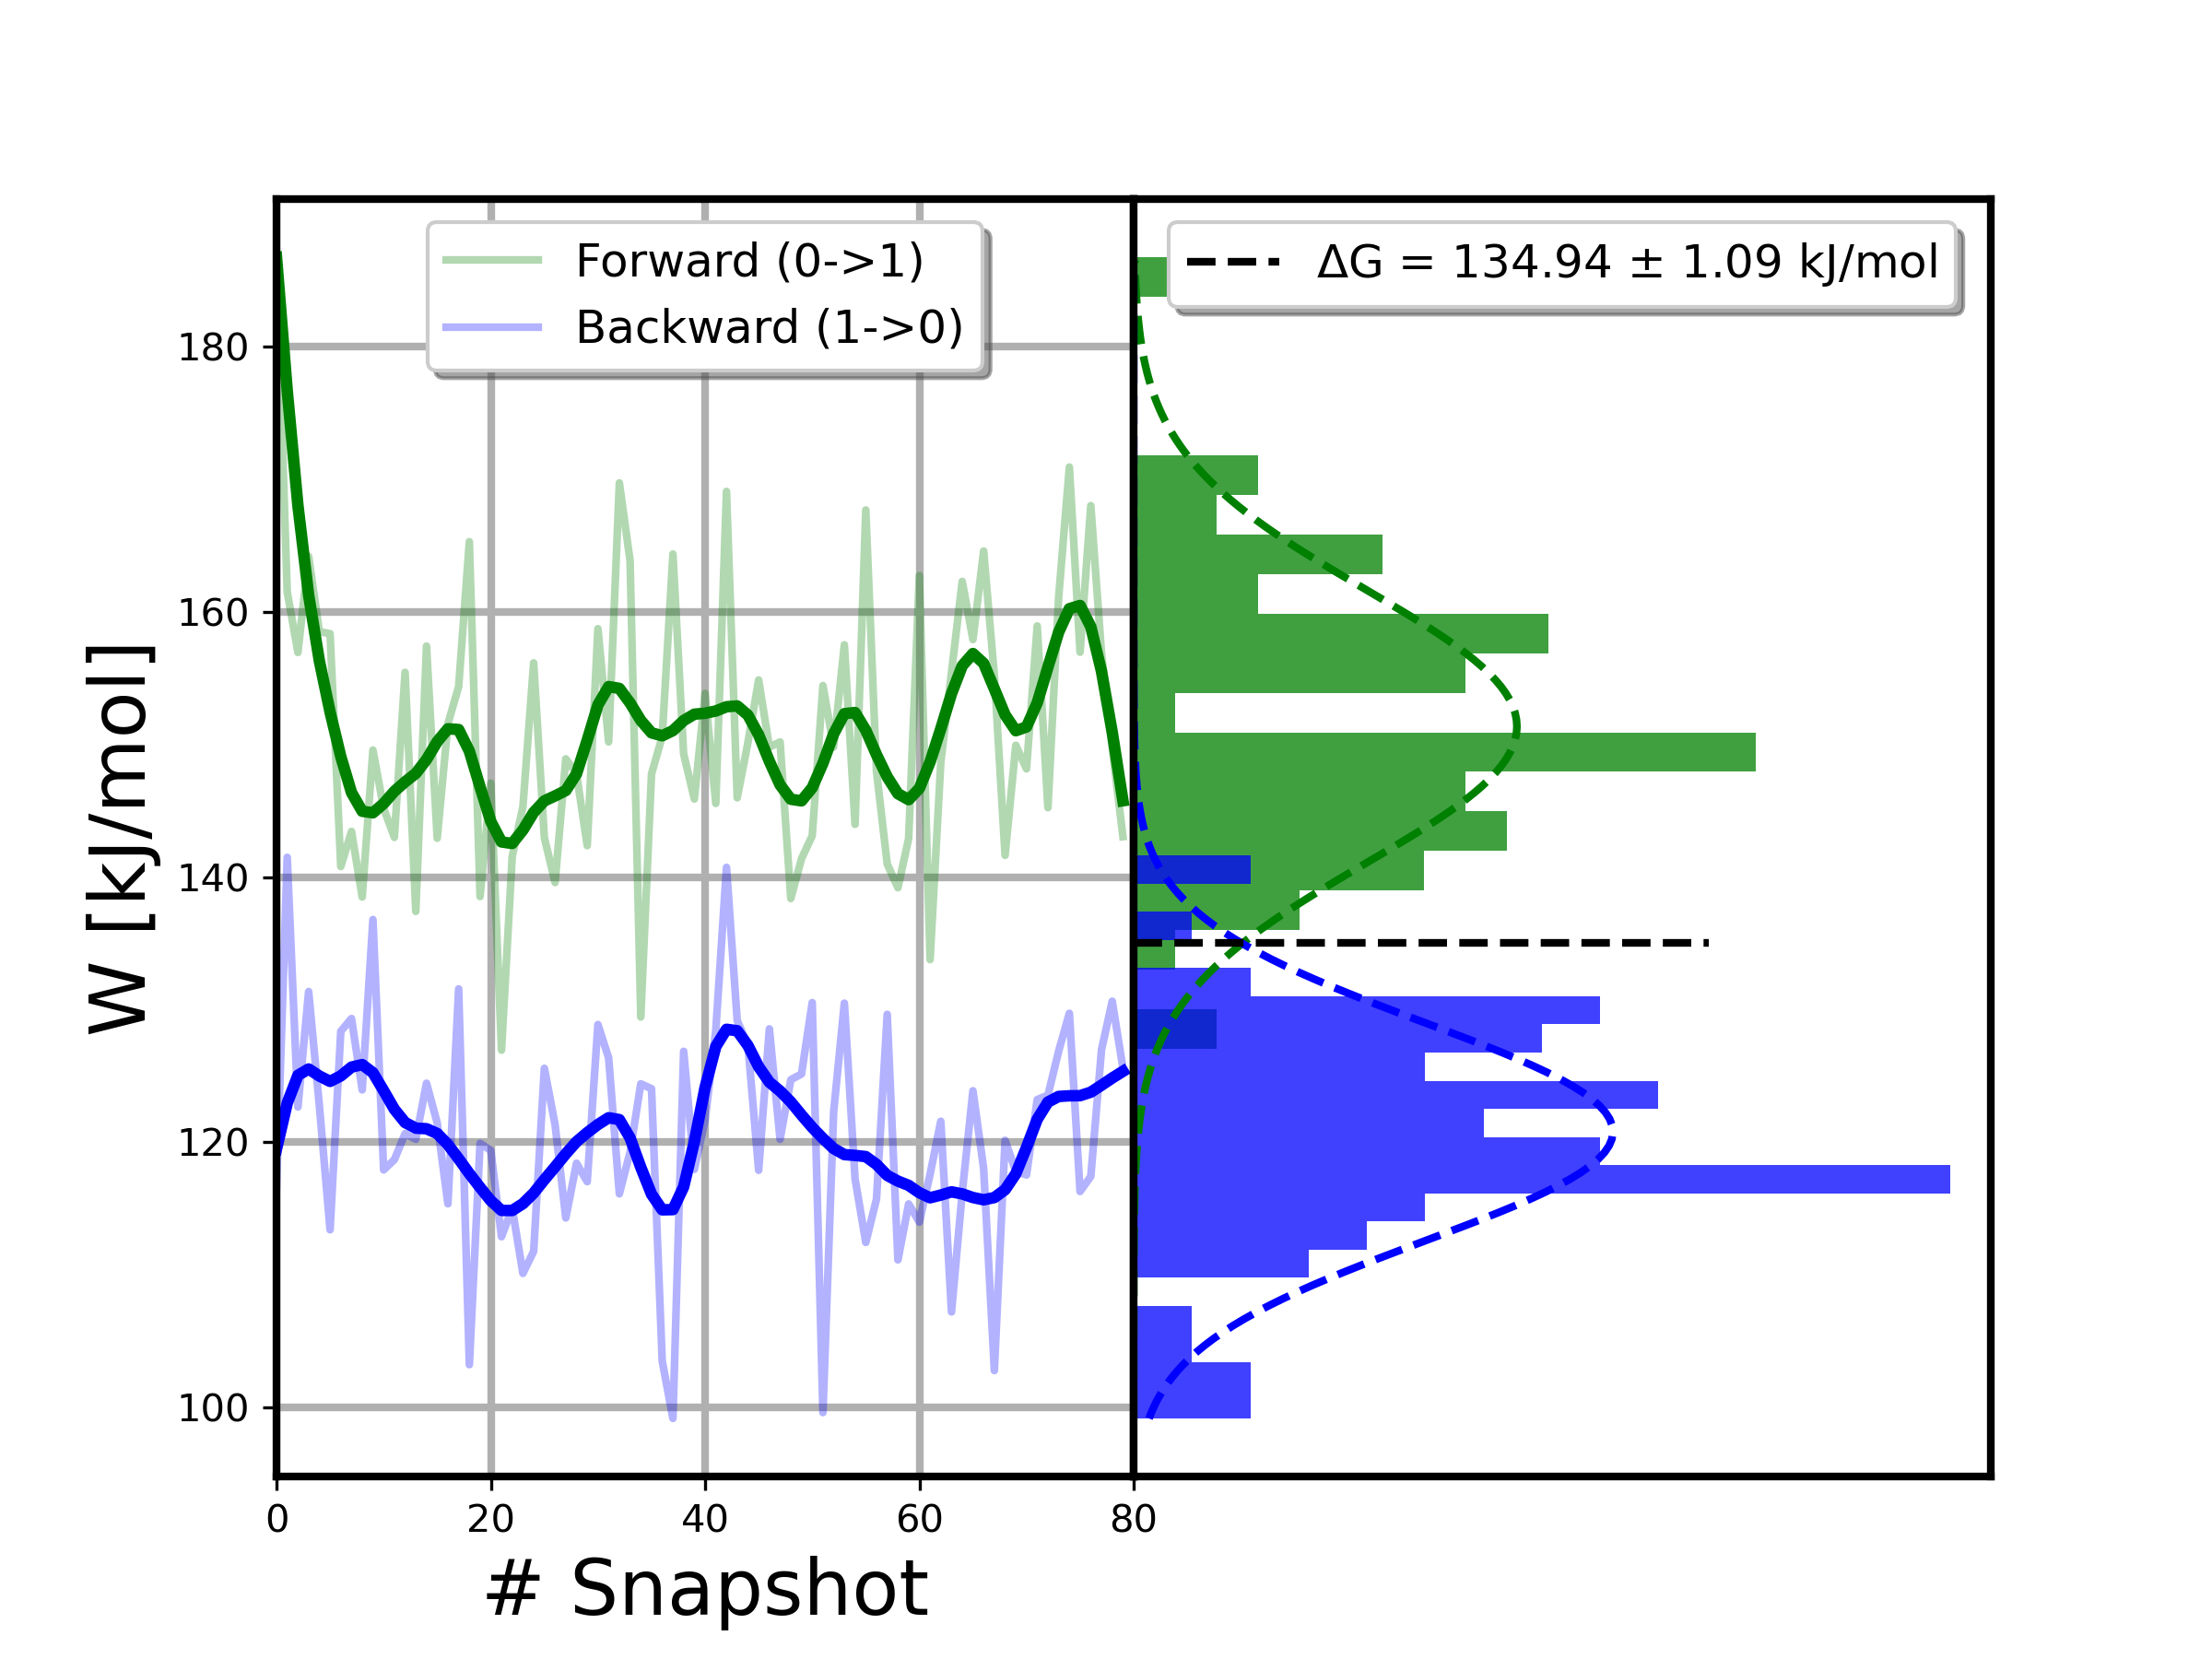 Forward (0->1)
Backward (1->0)
ΔG = 134.94 ± 1.09 kJ/mol
W [kJ/mol]
180
160
140
120
100
0 20 40 60 80
# Snapshot